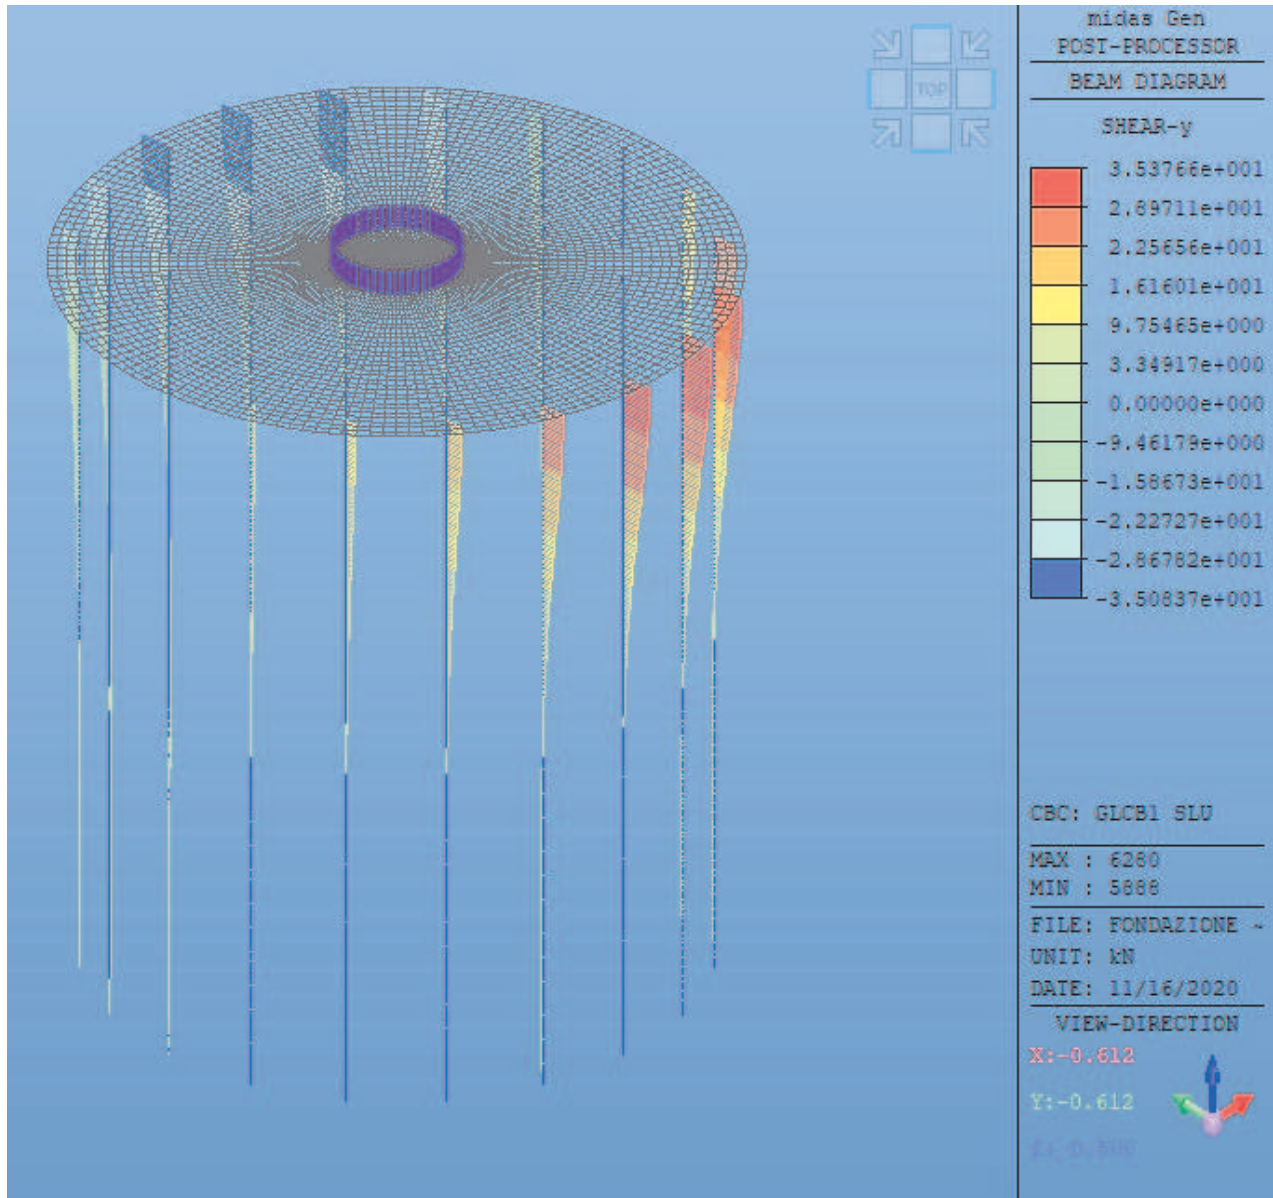 TOP
midas Gen
POST-PROCESSOR
BEAM DIAGRAM
SHEAR-y
3.53766e+001
2.89711e+001
2.25656e+001
1.61601e+001
9.75465e+000
3.34917e+000
0.00000e+000
-9.46179e+000
-1.58673e+001
-2.22727e+001
-2.86782e+001
-3.50837e+001
CBC: GLCB1 SLU
MAX : 6280
MIN : 5888
FILE: FONDAZIONE ~
UNIT: kN
DATE: 11/16/2020
VIEW-DIRECTION
X:-0.612
Y:-0.612